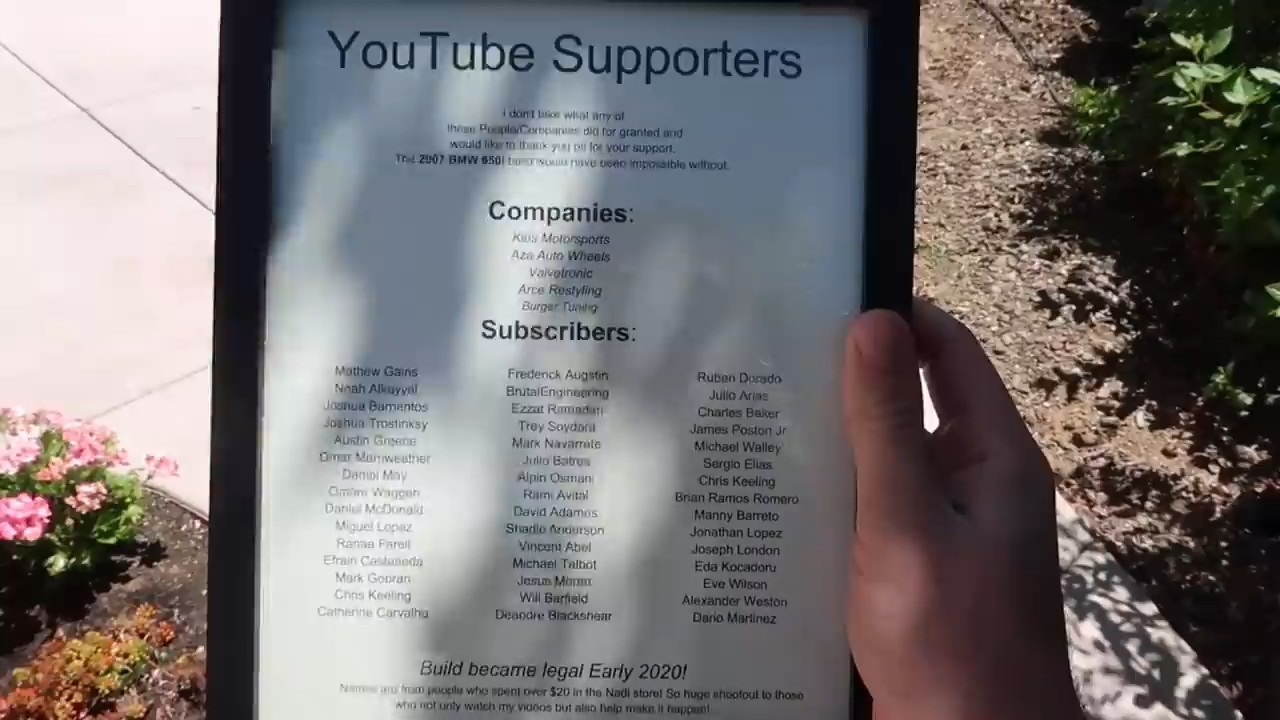 YouTube Supporters
I don't take what any of
these People/Companies did for granted and
would like to thank you all for your support.
The 2007 BMW 650i build would have been impossible without.
Companies:
Kies Motorsports
Aza Auto Wheels
Valvetronic
Arce Restyling
Burger Tuning
Subscribers:
Mathew Gains
Noah Alkayyal
Joshua Barrientos
Joshua Trostinksy
Austin Greene
Omar Merriweather
Daniel May
Omare Waggan
Daniel McDonald
Miguel Lopez
Ranaa Farell
Efrain Castaneda
Mark Gobran
Chris Keeling
Catherine Carvalho
Frederick Augstin
BrutalEngineering
Ezzat Ramadan
Trey Soydara
Mark Navarrete
Julio Batres
Alpin Osmani
Rami Avital
David Adames
Sharlie Anderson
Vincent Abel
Michael Talbot
Jesus Moran
Will Barfield
Deandre Blackshear
Ruben Dorado
Julio Arias
Charles Baker
James Poston Jr
Michael Walley
Sergio Elias
Chris Keeling
Brian Ramos Romero
Manny Barreto
Jonathan Lopez
Joseph London
Eda Kocadoru
Eve Wilson
Alexander Weston
Dario Martinez
Build became legal Early 2020!
Names are from people who spent over $20 in the Nadi store! So huge shoutout to those
who not only watch my videos but also help make it happen!